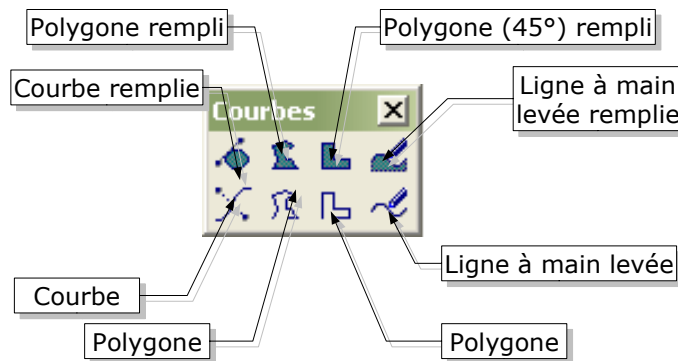 Polygone rempli
Polygone (45°) rempli
Courbe remplie
Ligne à main
levée remplie
Courbes
Ligne à main levée
Courbe
Polygone
Polygone